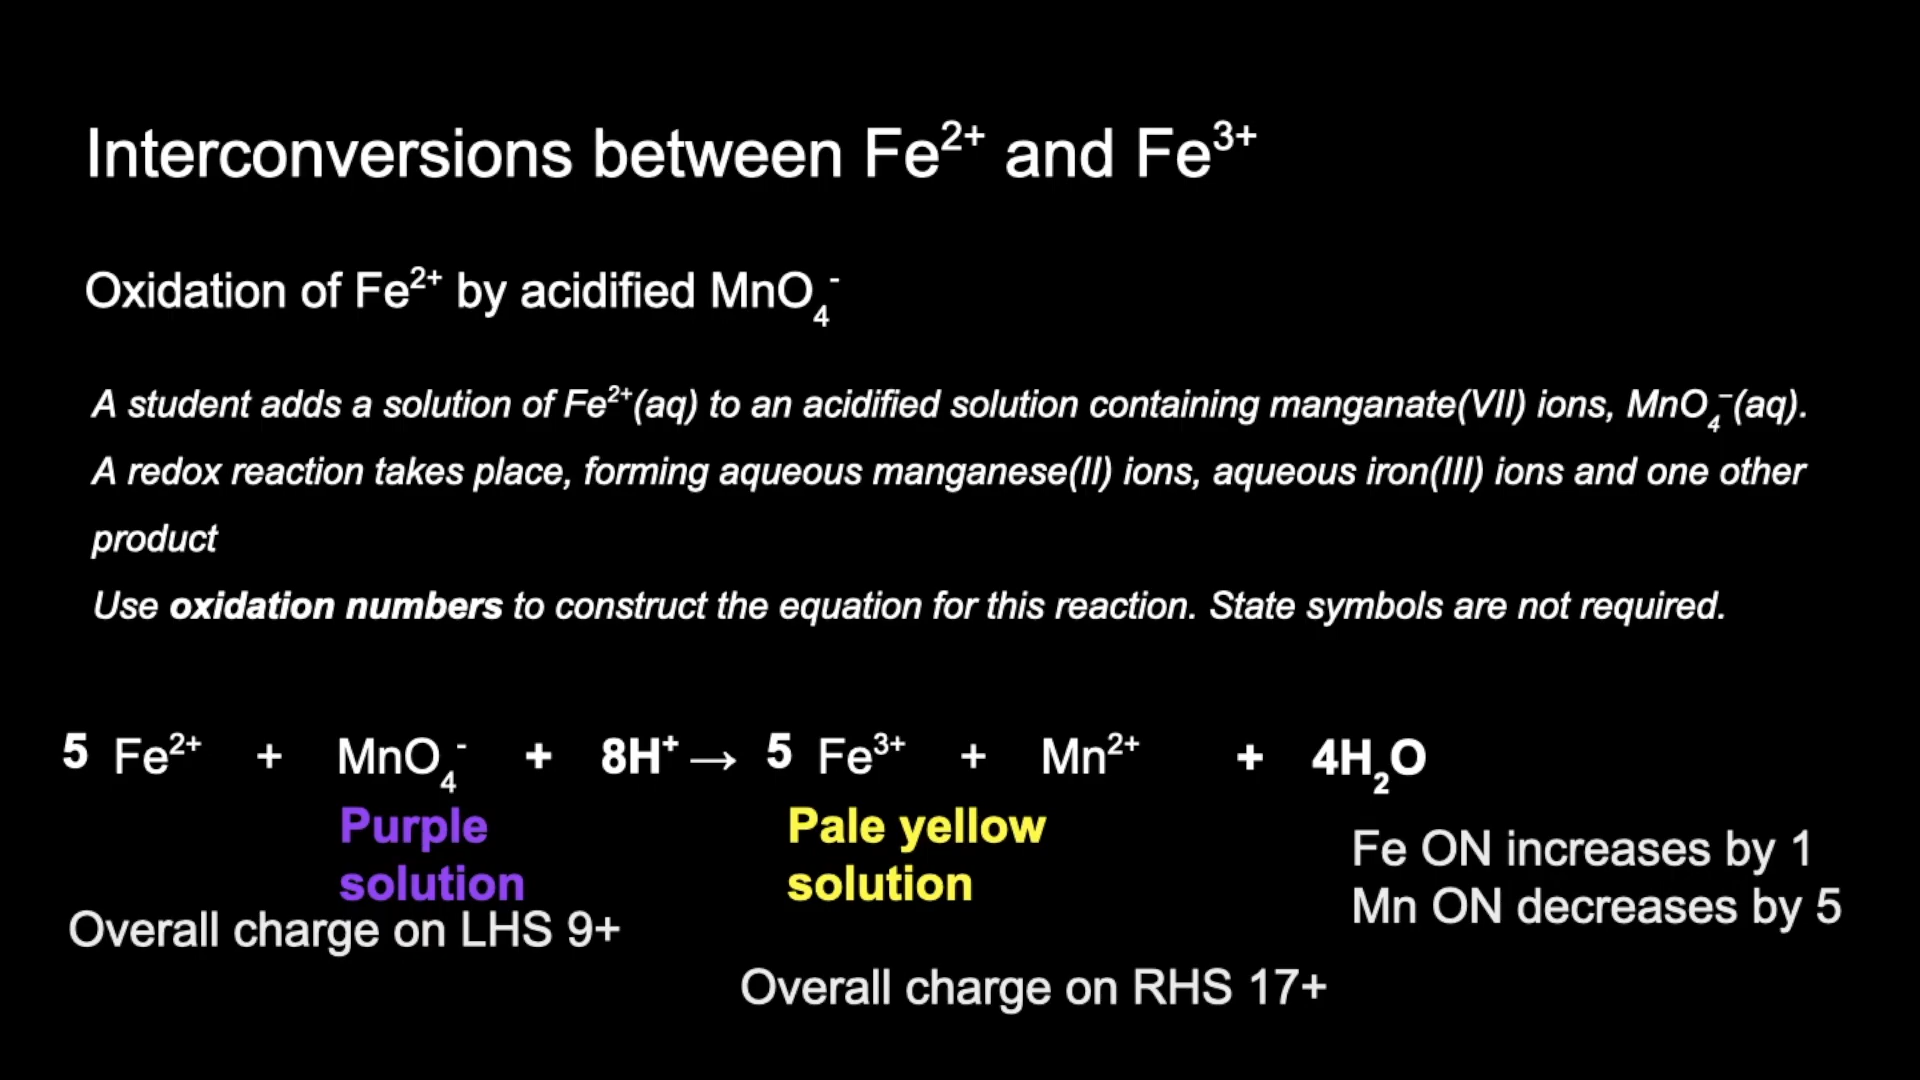 Interconversions between Fe²⁺ and Fe³⁺
Oxidation of Fe²⁺ by acidified MnO₄⁻
A student adds a solution of Fe²⁺(aq) to an acidified solution containing manganate(VII) ions, MnO₄⁻(aq).
A redox reaction takes place, forming aqueous manganese(II) ions, aqueous iron(III) ions and one other
product
Use oxidation numbers to construct the equation for this reaction. State symbols are not required.
5 Fe²⁺ + MnO₄⁻ + 8H⁺ → 5 Fe³⁺ + Mn²⁺ + 4H₂O
Purple
solution
Pale yellow
solution
Fe ON increases by 1
Mn ON decreases by 5
Overall charge on LHS 9+
Overall charge on RHS 17+